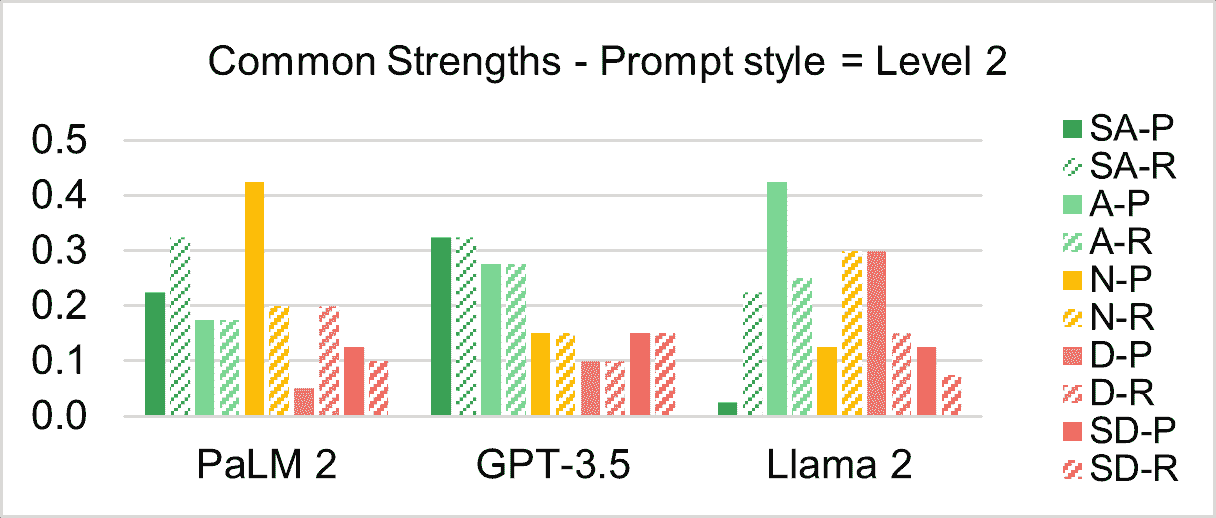 Common Strengths - Prompt style = Level 2
0.5
0.4
0.3
0.2
0.1
0.0
PaLM 2 GPT-3.5 Llama 2
SA-P
SA-R
A-P
A-R
N-P
N-R
D-P
D-R
SD-P
SD-R